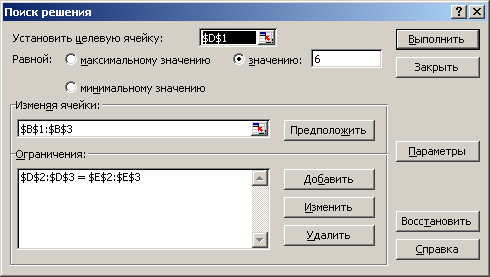 Поиск решения
Установить целевую ячейку: $D$1 Выполнить
Равной: максимальному значению значению: 6 Закрыть
минимальному значению
Изменяя ячейки:
$B$1:$B$3 Предположить
Ограничения: Параметры
$D$2:$D$3 = $E$2:$E$3 Добавить
Изменить Восстановить
Удалить Справка